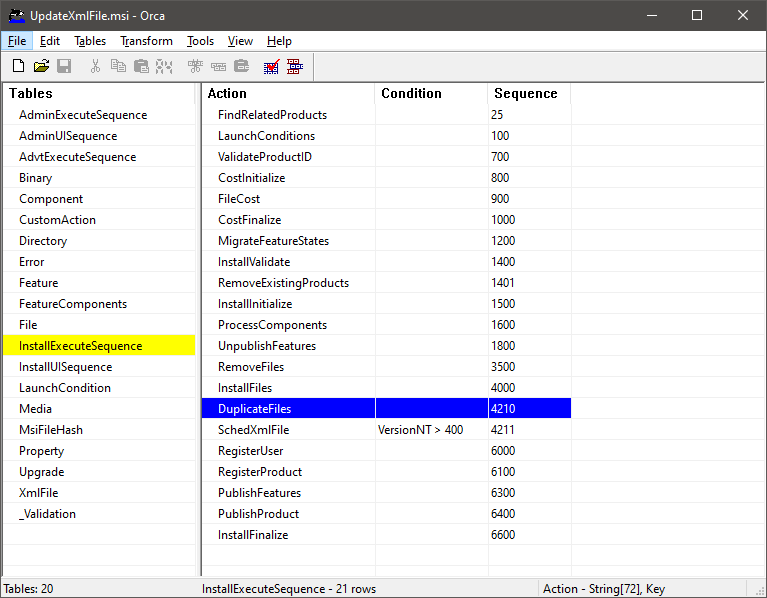 UpdateXmlFile.msi - Orca
File Edit Tables Transform Tools View Help
Tables
AdminExecuteSequence
AdminUISequence
AdvtExecuteSequence
Binary
Component
CustomAction
Directory
Error
Feature
FeatureComponents
File
InstallExecuteSequence
InstallUISequence
LaunchCondition
Media
MsiFileHash
Property
Upgrade
XmlFile
_Validation
Action Condition Sequence
FindRelatedProducts 25
LaunchConditions 100
ValidateProductID 700
CostInitialize 800
FileCost 900
CostFinalize 1000
MigrateFeatureStates 1200
InstallValidate 1400
RemoveExistingProducts 1401
InstallInitialize 1500
ProcessComponents 1600
UnpublishFeatures 1800
RemoveFiles 3500
InstallFiles 4000
DuplicateFiles 4210
SchedXmlFile VersionNT > 400 4211
RegisterUser 6000
RegisterProduct 6100
PublishFeatures 6300
PublishProduct 6400
InstallFinalize 6600
Tables: 20 InstallExecuteSequence - 21 rows Action - String[72], Key